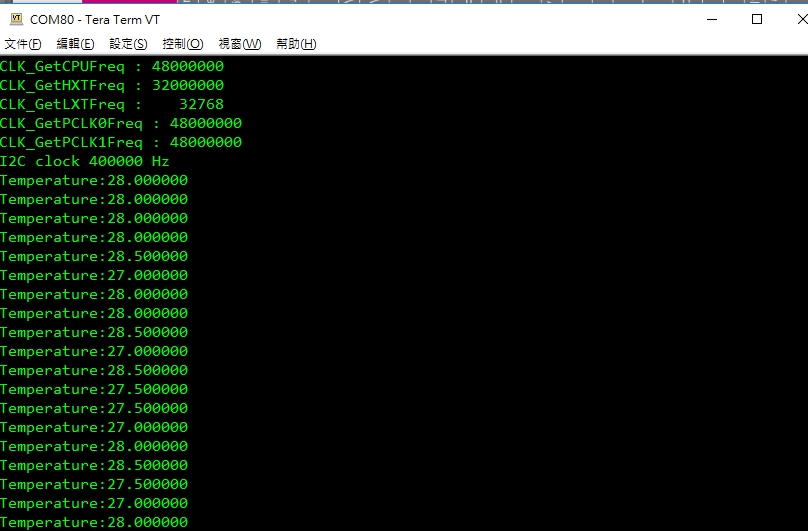 COM80 - Tera Term VT
文件(F) 編輯(E) 設定(S) 控制(O) 視窗(W) 幫助(H)
CLK_GetCPUFreq : 48000000
CLK_GetHXTFreq : 32000000
CLK_GetLXTFreq :    32768
CLK_GetPCLK0Freq : 48000000
CLK_GetPCLK1Freq : 48000000
I2C clock 400000 Hz
Temperature:28.000000
Temperature:28.000000
Temperature:28.000000
Temperature:28.000000
Temperature:28.500000
Temperature:27.000000
Temperature:28.000000
Temperature:28.000000
Temperature:28.500000
Temperature:27.000000
Temperature:28.500000
Temperature:27.500000
Temperature:27.500000
Temperature:27.000000
Temperature:28.000000
Temperature:28.500000
Temperature:27.500000
Temperature:27.000000
Temperature:28.000000